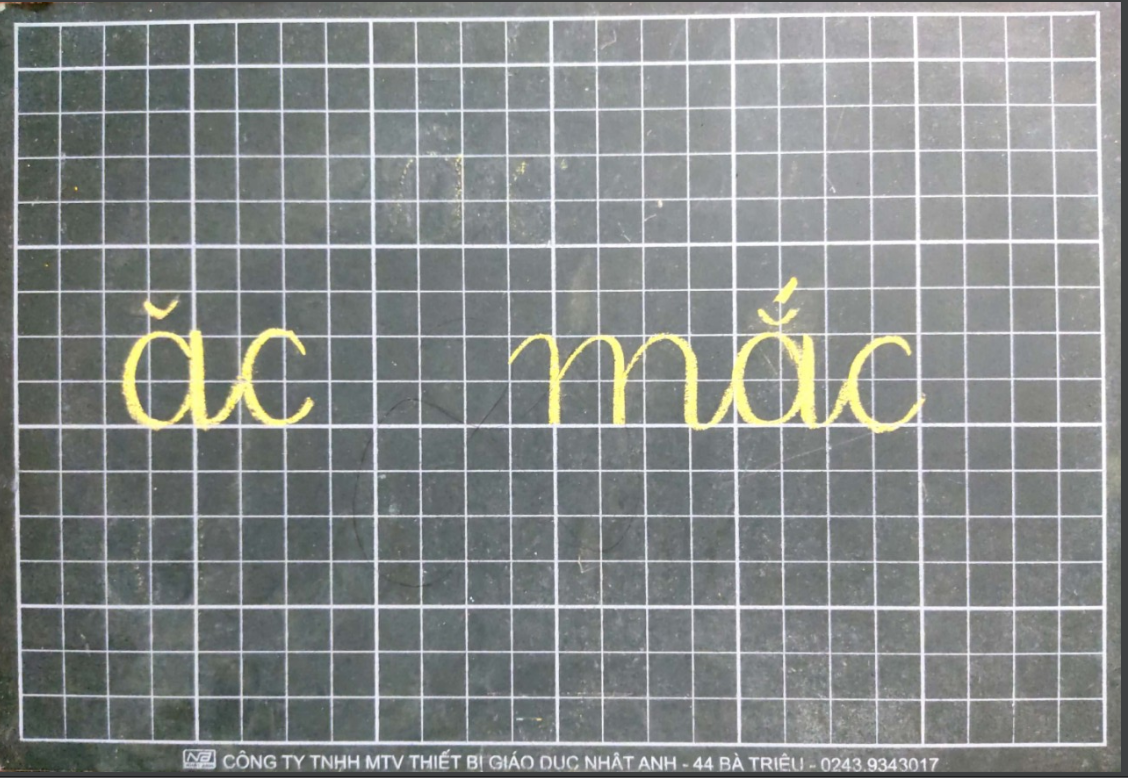 ăc mắc
CÔNG TY TNHH MTV THIẾT BỊ GIÁO DỤC NHẬT ANH - 44 BÀ TRIỆU - 0243.9343017